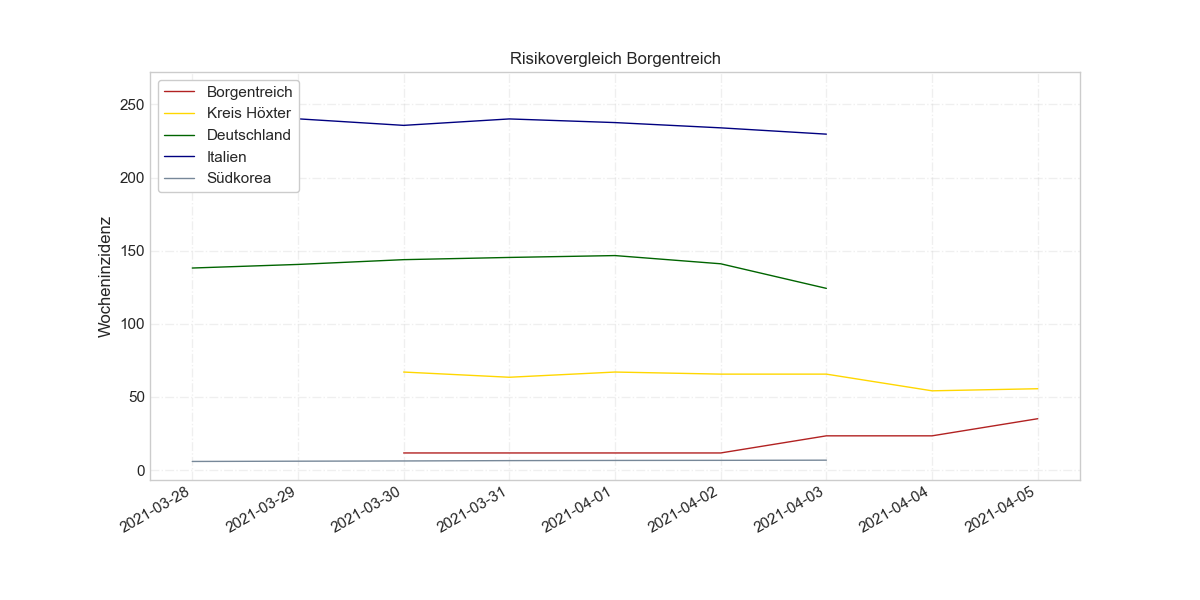 Risikovergleich Borgentreich
Borgentreich
Kreis Höxter
Deutschland
Italien
Südkorea
Wocheninzidenz
250
200
150
100
50
0
2021-03-28
2021-03-29
2021-03-30
2021-03-31
2021-04-01
2021-04-02
2021-04-03
2021-04-04
2021-04-05